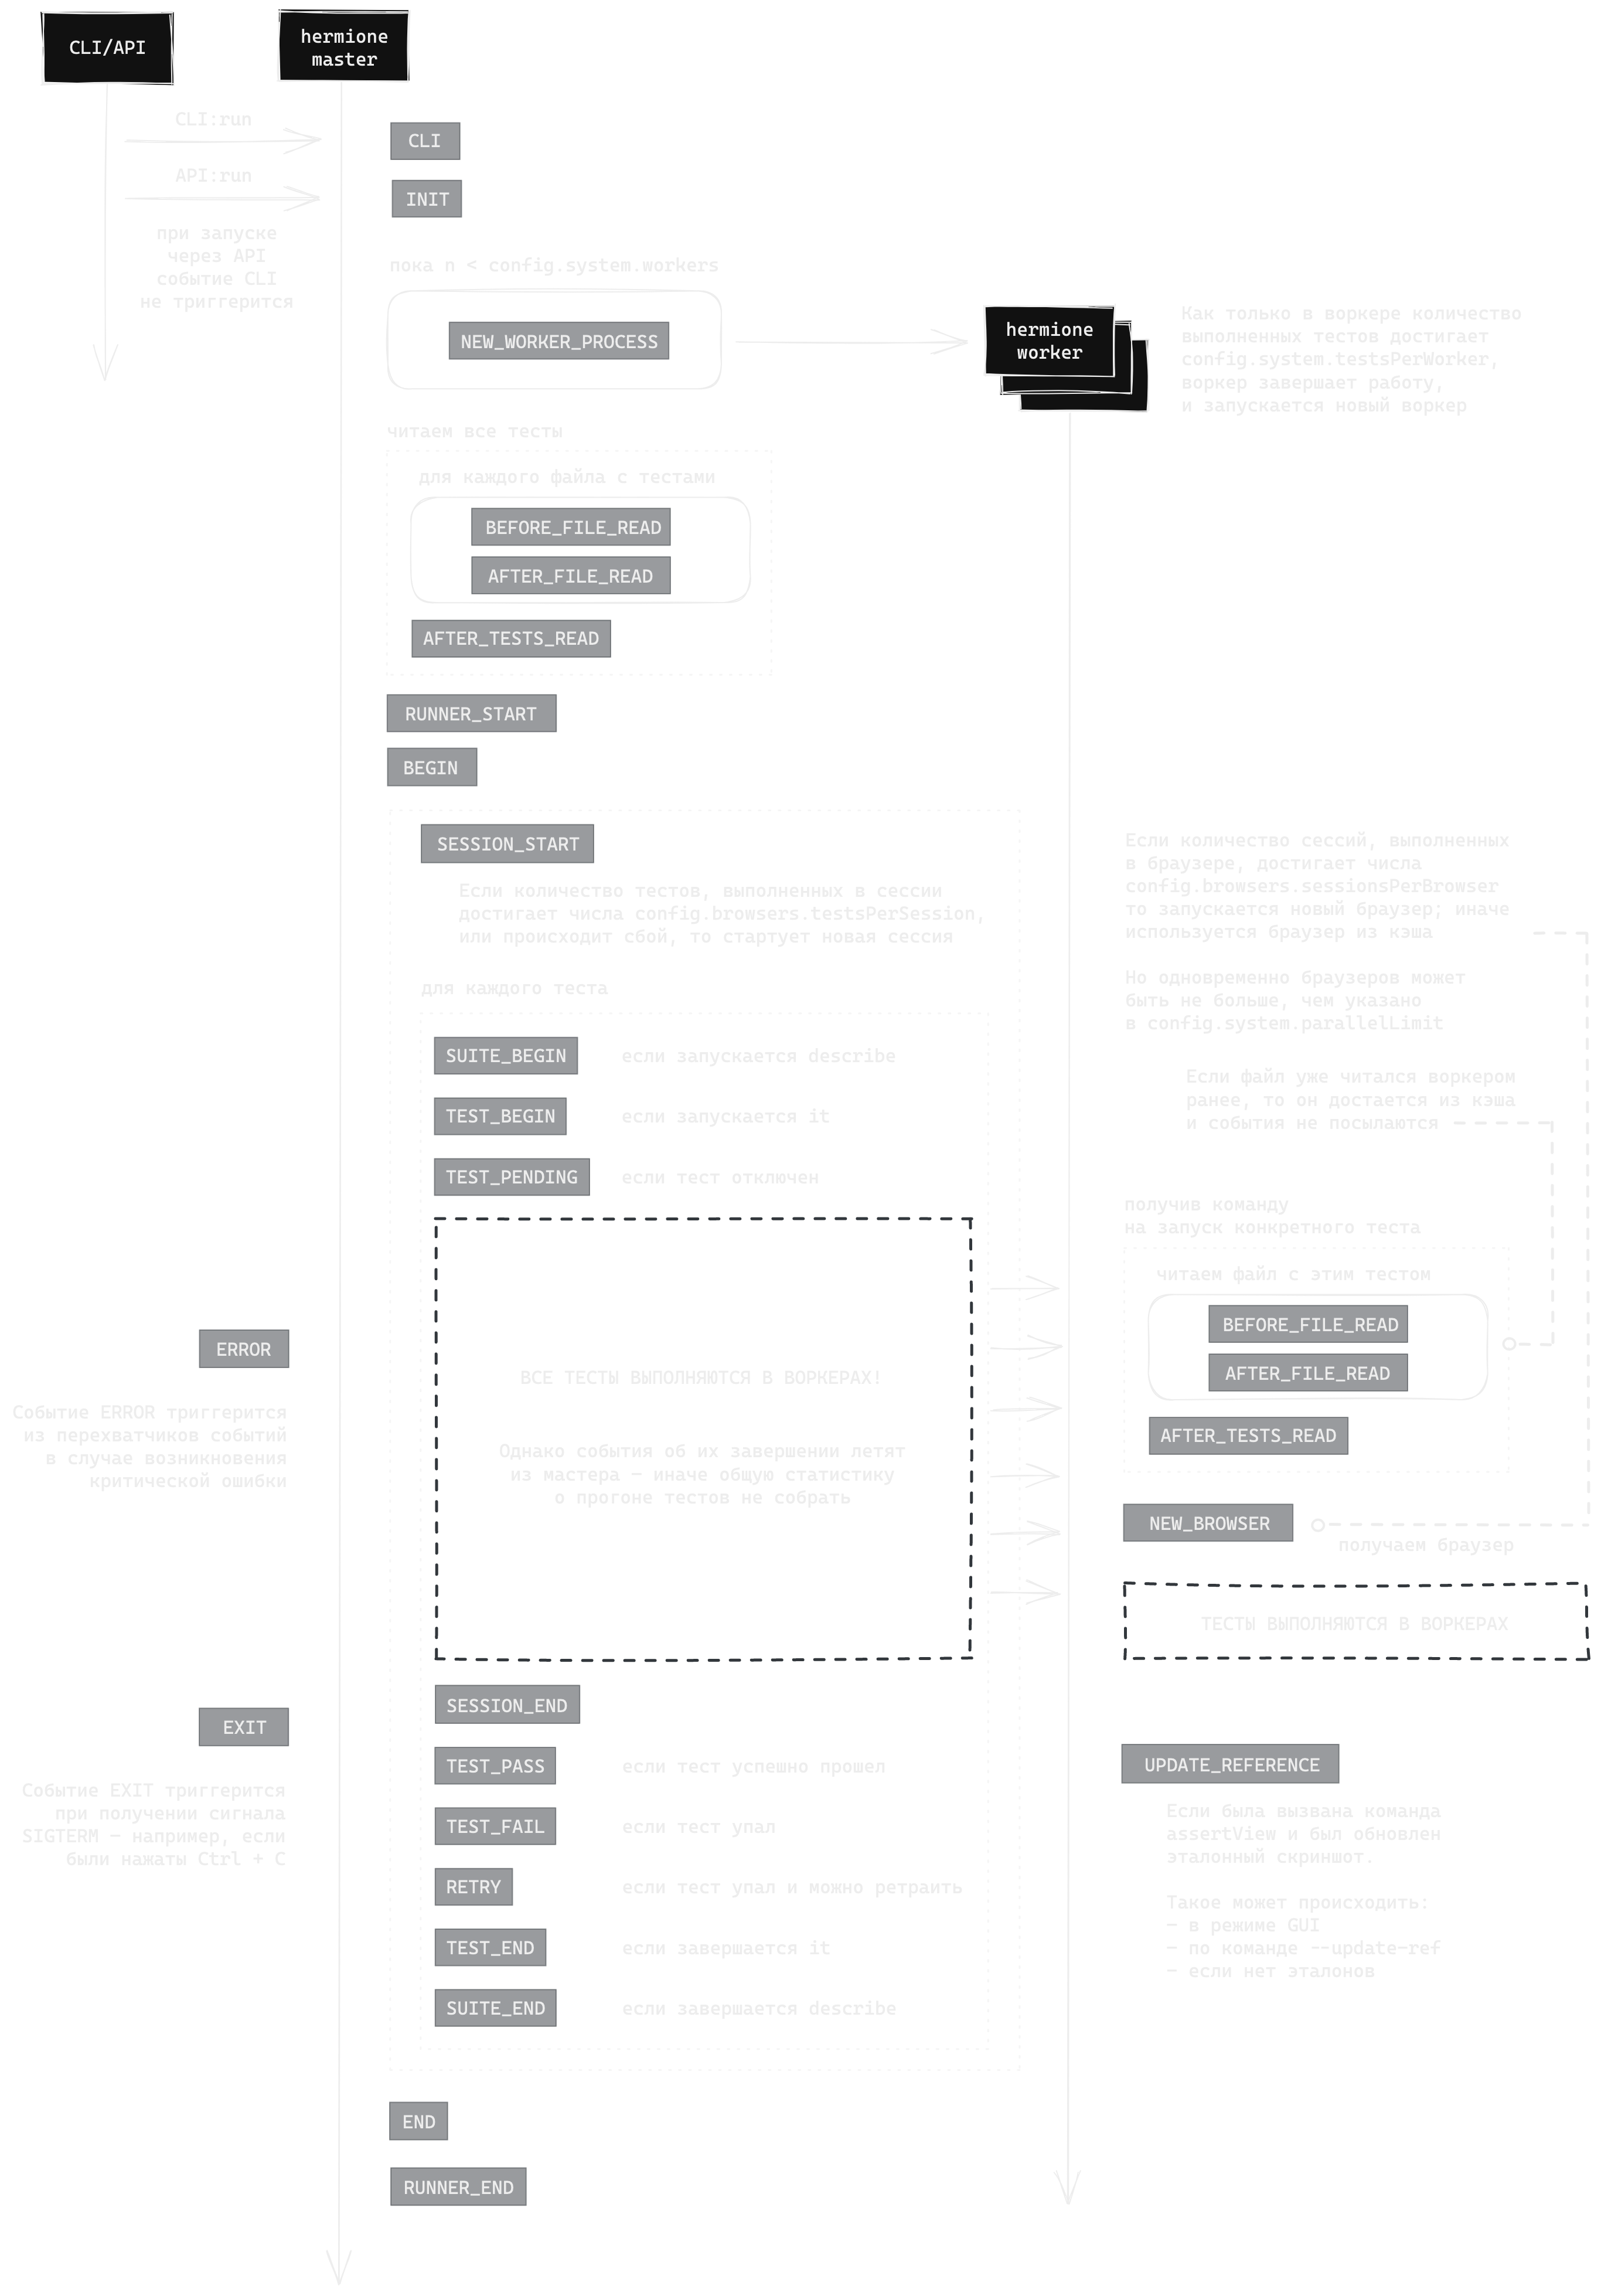 CLI/API
hermione
master
CLI:run
API:run
при запуске
через API
событие CLI
не триггерится
CLI
INIT
пока n < config.system.workers
NEW_WORKER_PROCESS
hermione
worker
Как только в воркере количество
выполненных тестов достигает
config.system.testsPerWorker,
воркер завершает работу,
и запускается новый воркер
читаем все тесты
для каждого файла с тестами
BEFORE_FILE_READ
AFTER_FILE_READ
AFTER_TESTS_READ
RUNNER_START
BEGIN
SESSION_START
Если количество тестов, выполненных в сессии
достигает числа config.browsers.testsPerSession,
или происходит сбой, то стартует новая сессия
для каждого теста
SUITE_BEGIN
если запускается describe
TEST_BEGIN
если запускается it
TEST_PENDING
если тест отключен
ВСЕ ТЕСТЫ ВЫПОЛНЯЮТСЯ В ВОРКЕРАХ!
Однако события об их завершении летят
из мастера – иначе общую статистику
о прогоне тестов не собрать
ERROR
Событие ERROR триггерится
из перехватчиков событий
в случае возникновения
критической ошибки
EXIT
Событие EXIT триггерится
при получении сигнала
SIGTERM – например, если
были нажаты Ctrl + C
SESSION_END
TEST_PASS
если тест успешно прошел
TEST_FAIL
если тест упал
RETRY
если тест упал и можно ретраить
TEST_END
если завершается it
SUITE_END
если завершается describe
END
RUNNER_END
Если количество сессий, выполненных
в браузере, достигает числа
config.browsers.sessionsPerBrowser
то запускается новый браузер; иначе
используется браузер из кэша
Но одновременно браузеров может
быть не больше, чем указано
в config.system.parallelLimit
Если файл уже читался воркером
ранее, то он достается из кэша
и события не посылаются
получив команду
на запуск конкретного теста
читаем файл с этим тестом
BEFORE_FILE_READ
AFTER_FILE_READ
AFTER_TESTS_READ
NEW_BROWSER
получаем браузер
ТЕСТЫ ВЫПОЛНЯЮТСЯ В ВОРКЕРАХ
UPDATE_REFERENCE
Если была вызвана команда
assertView и был обновлен
эталонный скриншот.
Такое может происходить:
– в режиме GUI
– по команде --update-ref
– если нет эталонов